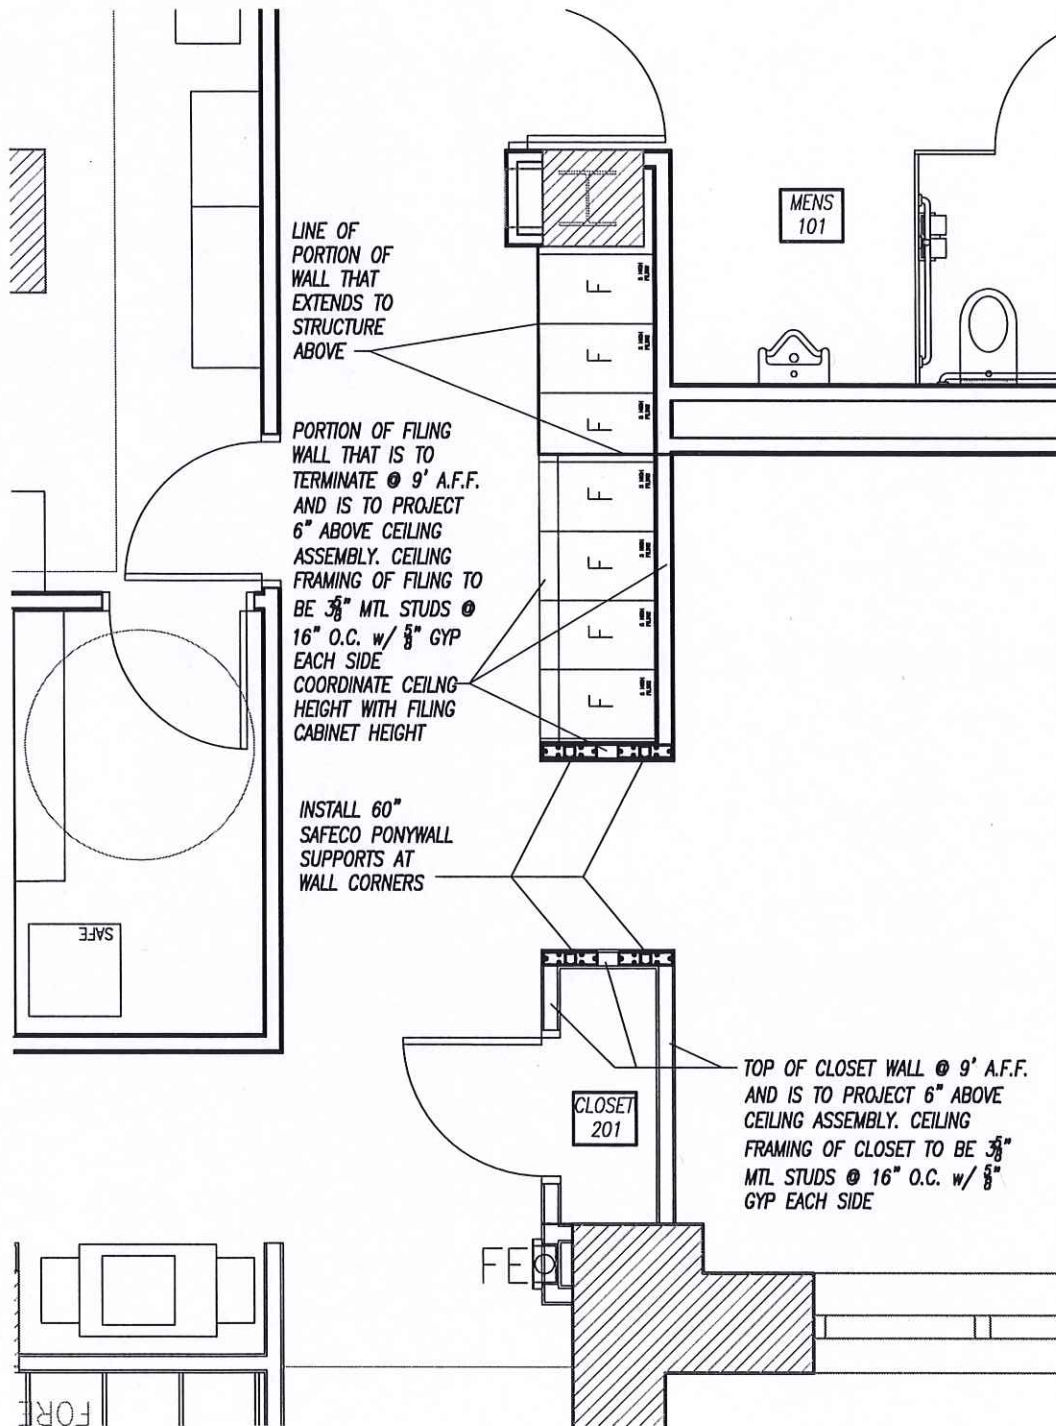 MENS
101
LINE OF
PORTION OF
WALL THAT
EXTENDS TO
STRUCTURE
ABOVE
F
F
F
F
F
F
F
PORTION OF FILING
WALL THAT IS TO
TERMINATE @ 9' A.F.F.
AND IS TO PROJECT
6" ABOVE CEILING
ASSEMBLY. CEILING
FRAMING OF FILING TO
BE 3⅝" MTL STUDS @
16" O.C. w/ ⅝" GYP
EACH SIDE
COORDINATE CEILNG
HEIGHT WITH FILING
CABINET HEIGHT
INSTALL 60"
SAFECO PONYWALL
SUPPORTS AT
WALL CORNERS
SAFE
TOP OF CLOSET WALL @ 9' A.F.F.
AND IS TO PROJECT 6" ABOVE
CEILING ASSEMBLY. CEILING
FRAMING OF CLOSET TO BE 3⅝"
MTL STUDS @ 16" O.C. w/ ⅝"
GYP EACH SIDE
CLOSET
201
FE
FORE